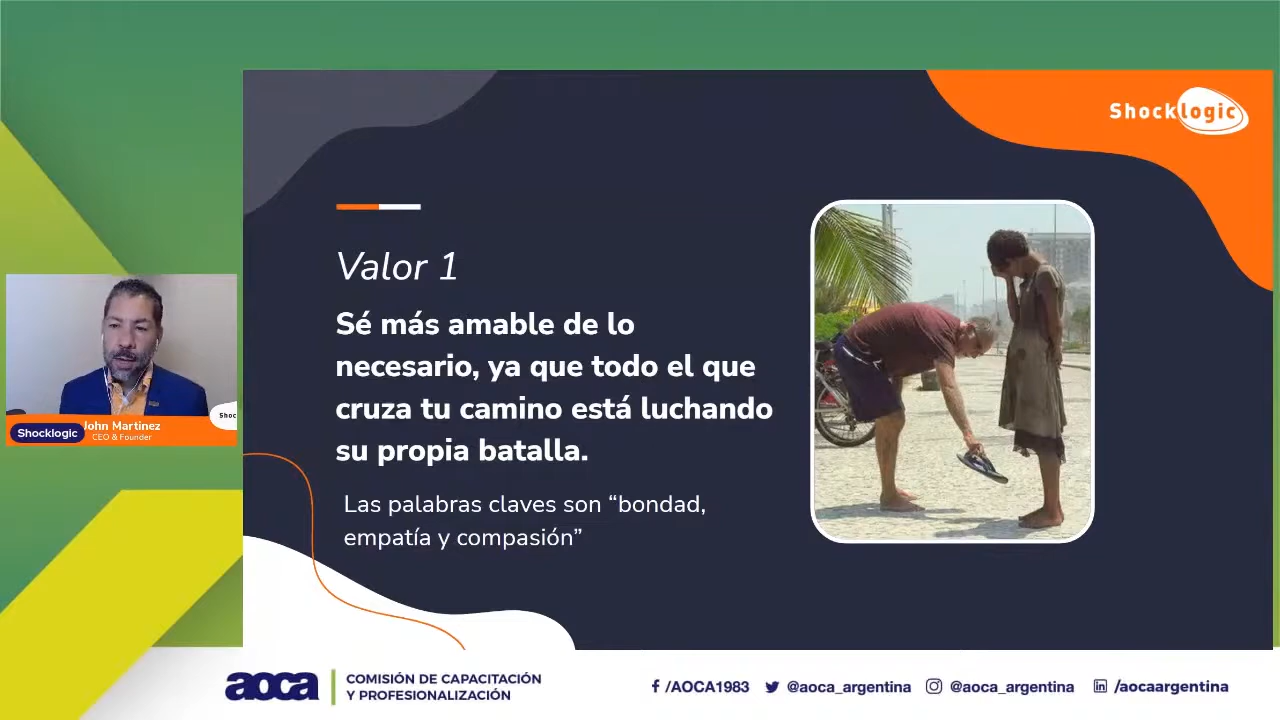 Shocklogic
Valor 1
Sé más amable de lo
necesario, ya que todo el que
cruza tu camino está luchando
su propia batalla.
Las palabras claves son “bondad,
empatía y compasión”
Shoc
Shocklogic
John Martinez
CEO & Founder
aoca
COMISIÓN DE CAPACITACIÓN
Y PROFESIONALIZACIÓN
/AOCA1983
@aoca_argentina
@aoca_argentina
/aocaargentina